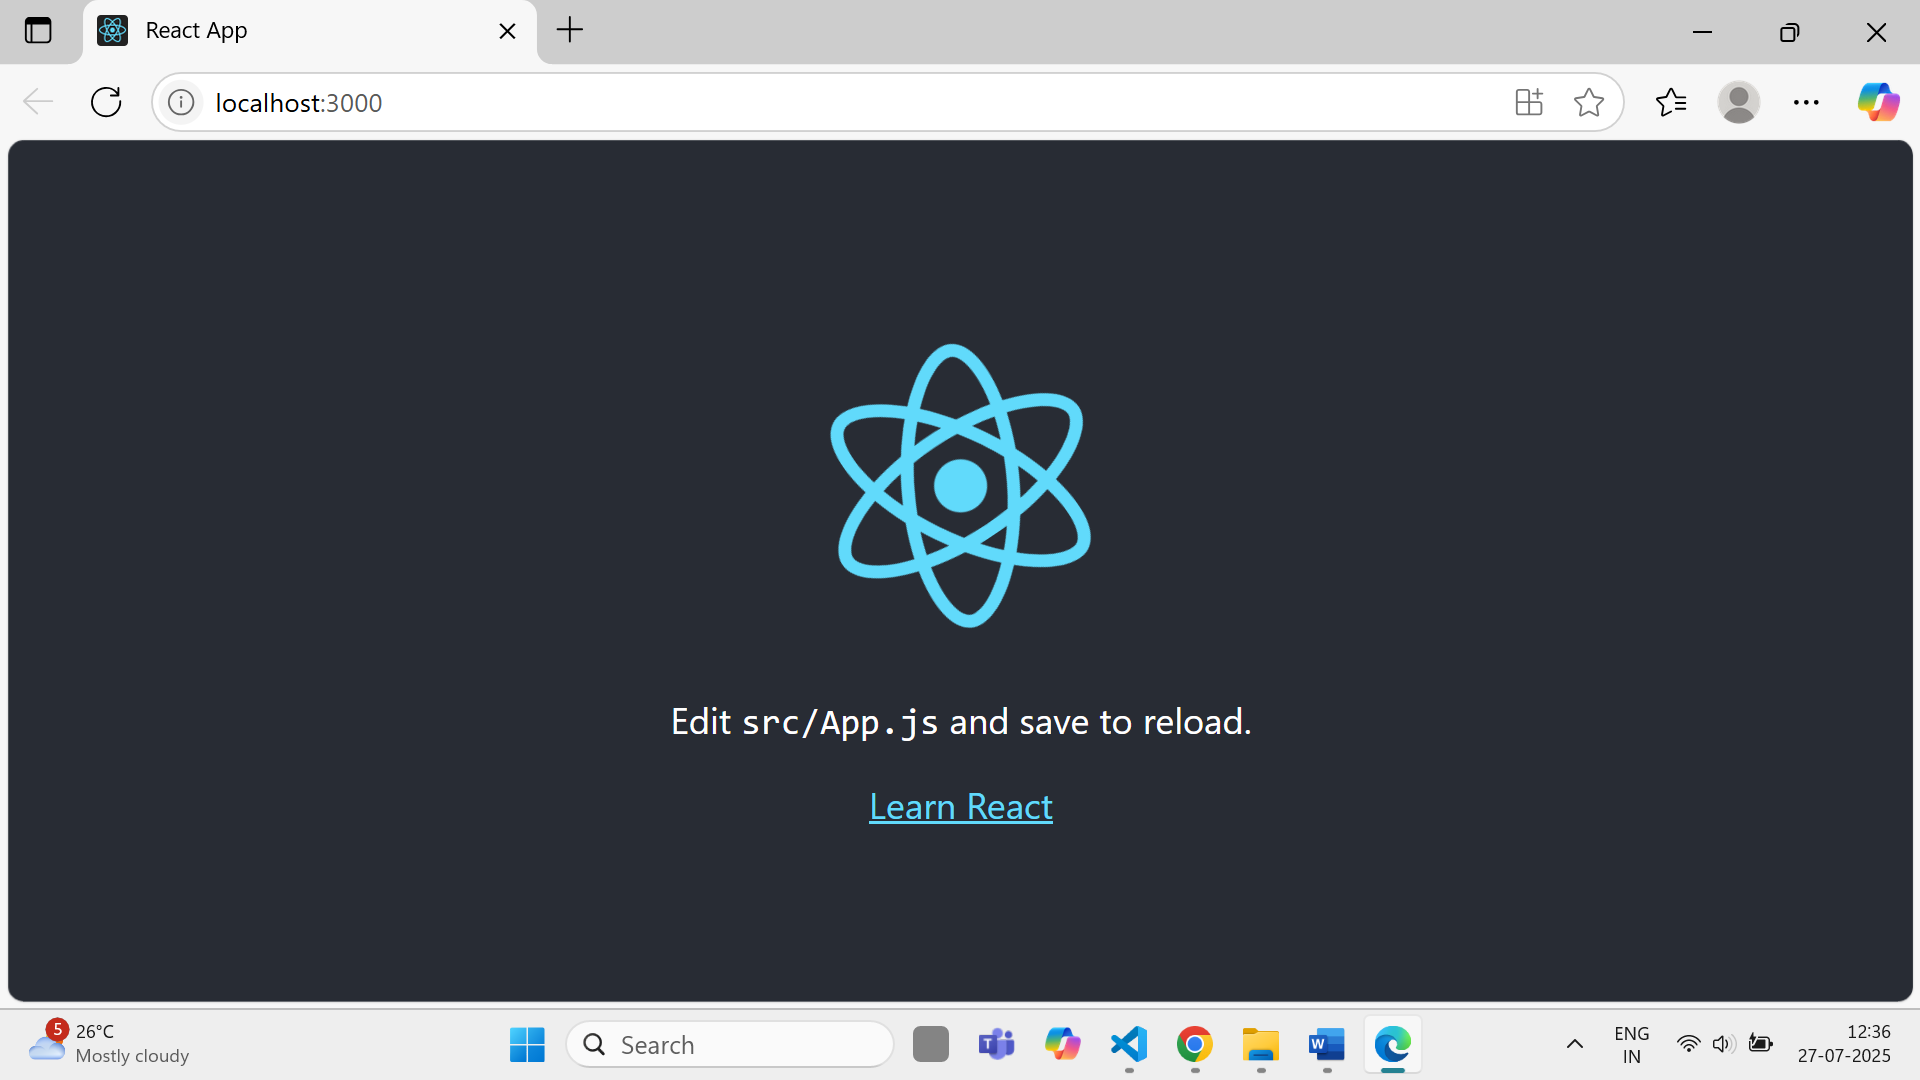 React App
localhost:3000
Edit src/App.js and save to reload.
Learn React
5
26°C
Mostly cloudy
Search
T
W
ENG
IN
12:36
27-07-2025